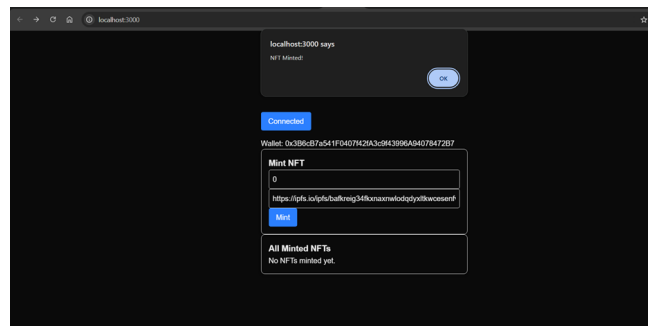 localhost:3000
localhost:3000 says
NFT Minted!
OK
Connected
Wallet: 0x3B6cB7a541F0407f42fA3c9f43996A94078472B7
Mint NFT
0
Mint
All Minted NFTs
No NFTs minted yet.